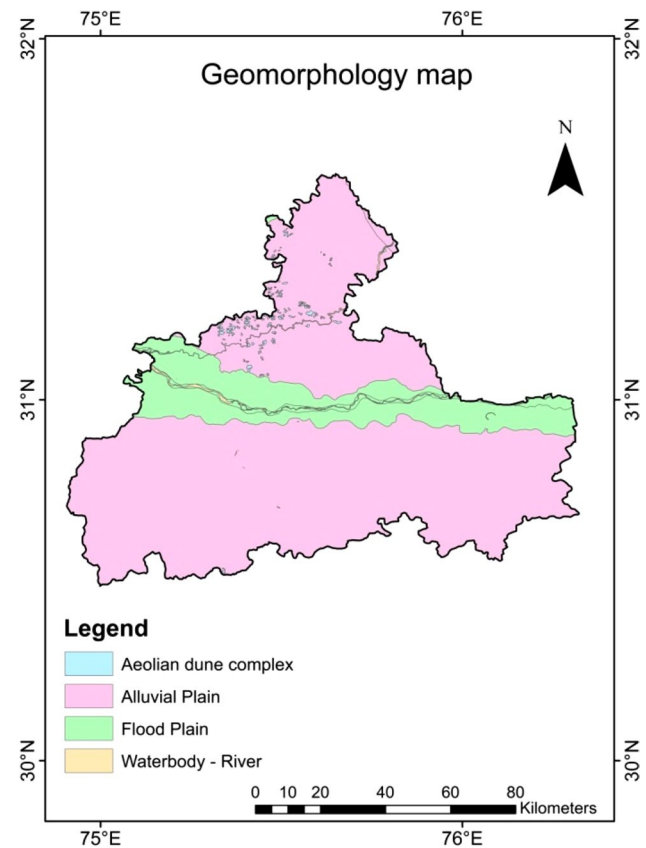 75°E 76°E
32°N 32°N
Geomorphology map
N
31°N 31°N
Legend
Aeolian dune complex
Alluvial Plain
Flood Plain
Waterbody - River
30°N 30°N
0 10 20 40 60 80
Kilometers
75°E 76°E